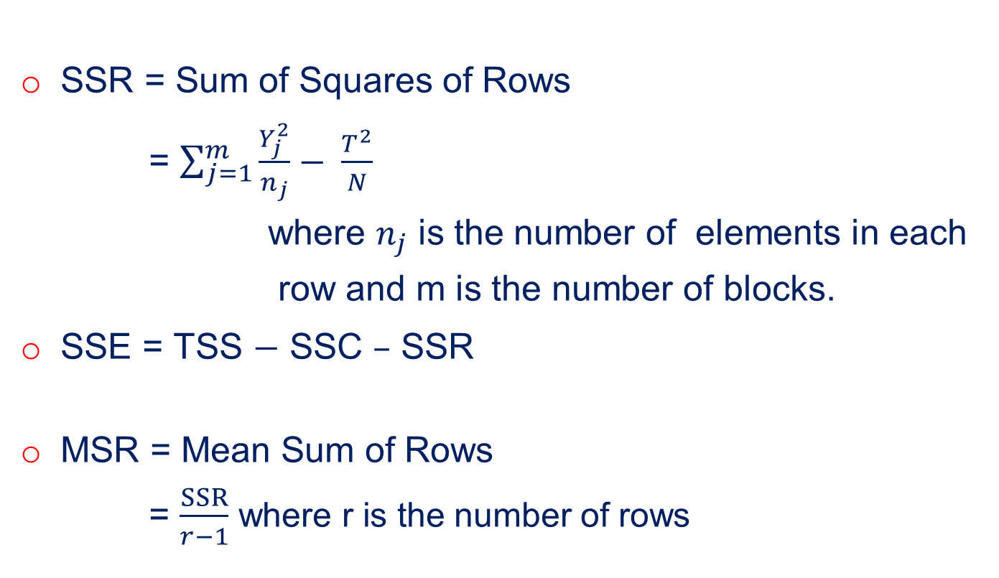 ○ SSR = Sum of Squares of Rows
= $\sum_{j=1}^{m} \frac{Y_j^2}{n_j} - \frac{T^2}{N}$
where $n_j$ is the number of elements in each
row and m is the number of blocks.
○ SSE = TSS − SSC – SSR
○ MSR = Mean Sum of Rows
= $\frac{\text{SSR}}{r-1}$ where r is the number of rows